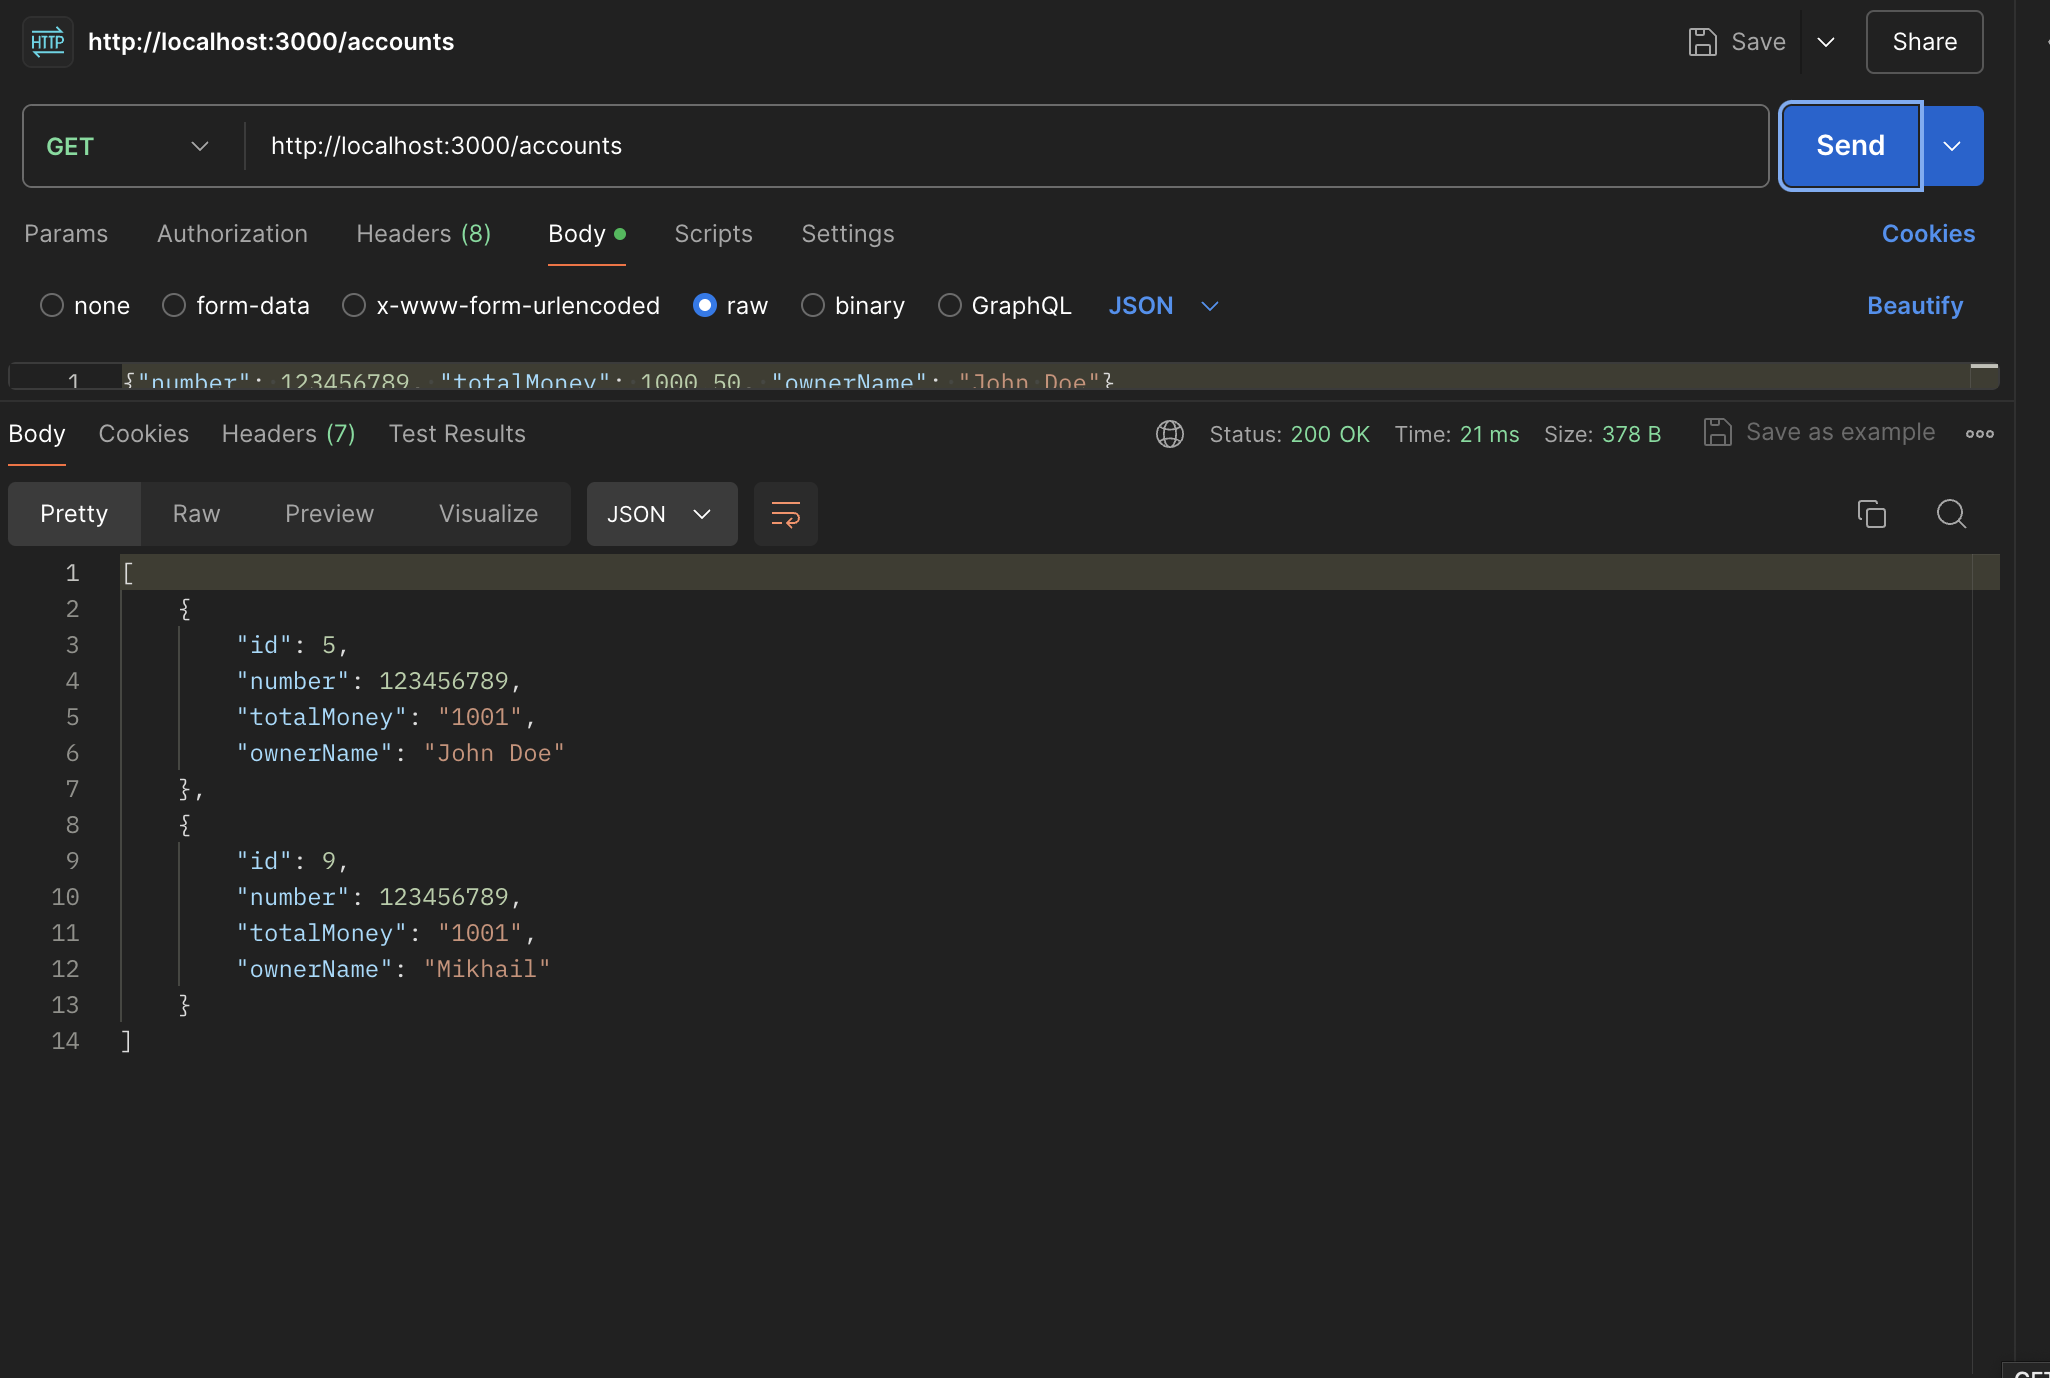 HTTP http://localhost:3000/accounts Save Share
GET http://localhost:3000/accounts Send
Params Authorization Headers (8) Body Scripts Settings Cookies
none form-data x-www-form-urlencoded raw binary GraphQL JSON Beautify
1 {"number": 123456789, "totalMoney": 1000.50, "ownerName": "John Doe"}
Body Cookies Headers (7) Test Results Status: 200 OK Time: 21 ms Size: 378 B Save as example
Pretty Raw Preview Visualize JSON
1 [
2 {
3 "id": 5,
4 "number": 123456789,
5 "totalMoney": "1001",
6 "ownerName": "John Doe"
7 },
8 {
9 "id": 9,
10 "number": 123456789,
11 "totalMoney": "1001",
12 "ownerName": "Mikhail"
13 }
14 ]